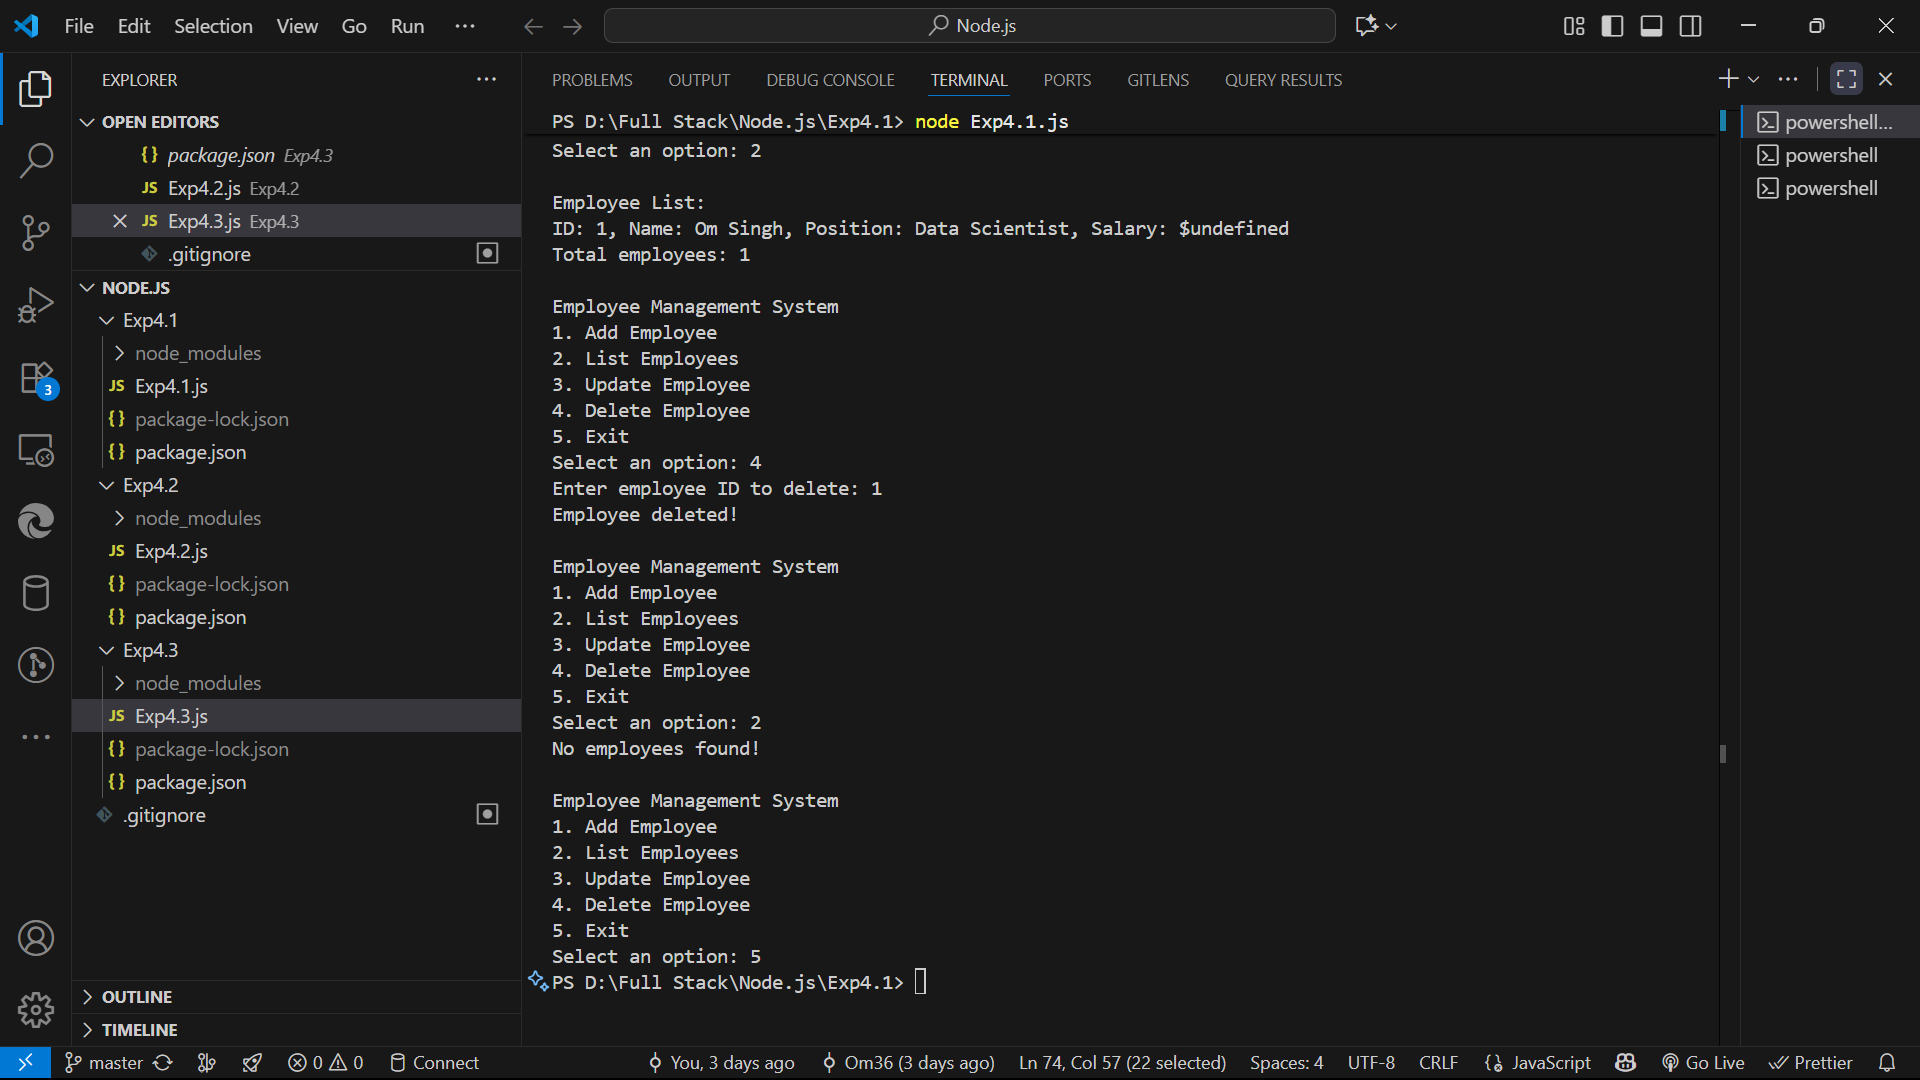 File Edit Selection View Go Run ···
Node.js
EXPLORER
OPEN EDITORS
{} package.json Exp4.3
JS Exp4.2.js Exp4.2
JS Exp4.3.js Exp4.3
.gitignore
NODE.JS
Exp4.1
node_modules
JS Exp4.1.js
{} package-lock.json
{} package.json
Exp4.2
node_modules
JS Exp4.2.js
{} package-lock.json
{} package.json
Exp4.3
node_modules
JS Exp4.3.js
{} package-lock.json
{} package.json
.gitignore
OUTLINE
TIMELINE
3
PROBLEMS OUTPUT DEBUG CONSOLE TERMINAL PORTS GITLENS QUERY RESULTS
PS D:\Full Stack\Node.js\Exp4.1> node Exp4.1.js
Select an option: 2
Employee List:
ID: 1, Name: Om Singh, Position: Data Scientist, Salary: $undefined
Total employees: 1
Employee Management System
1. Add Employee
2. List Employees
3. Update Employee
4. Delete Employee
5. Exit
Select an option: 4
Enter employee ID to delete: 1
Employee deleted!
Employee Management System
1. Add Employee
2. List Employees
3. Update Employee
4. Delete Employee
5. Exit
Select an option: 2
No employees found!
Employee Management System
1. Add Employee
2. List Employees
3. Update Employee
4. Delete Employee
5. Exit
Select an option: 5
PS D:\Full Stack\Node.js\Exp4.1>
powershell...
powershell
powershell
master 0 0 Connect You, 3 days ago Om36 (3 days ago) Ln 74, Col 57 (22 selected) Spaces: 4 UTF-8 CRLF {} JavaScript Go Live Prettier